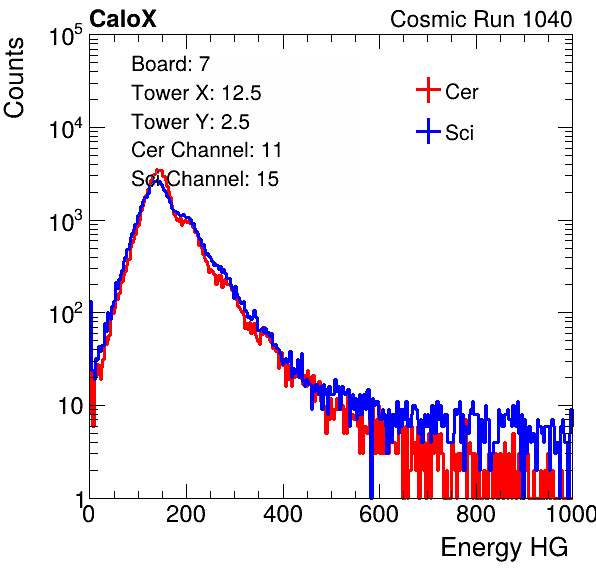 CaloX Cosmic Run 1040
Counts
10^5
10^4
10^3
10^2
10
1
Board: 7
Tower X: 12.5
Tower Y: 2.5
Cer Channel: 11
Sci Channel: 15
Cer
Sci
0 200 400 600 800 1000
Energy HG